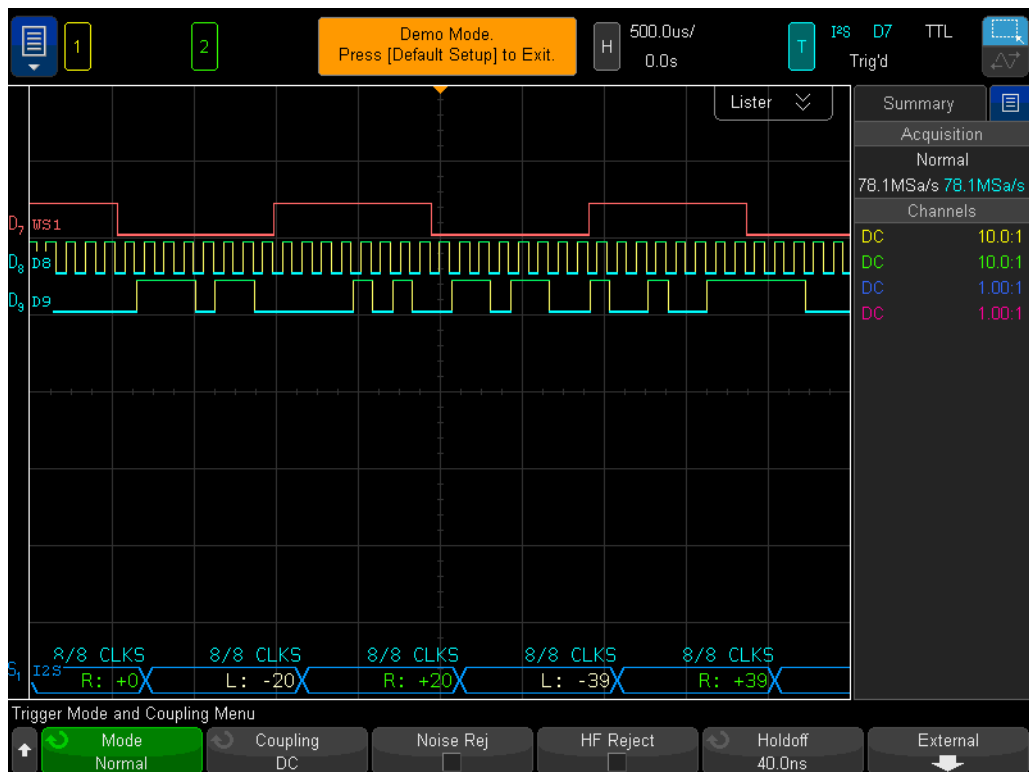 1
2
Demo Mode.
Press [Default Setup] to Exit.
H
500.0us/
0.0s
T
I²S D7 TTL
Trig'd
Lister
Summary
Acquisition
Normal
78.1MSa/s 78.1MSa/s
Channels
DC 10.0:1
DC 10.0:1
DC 1.00:1
DC 1.00:1
D7 WS1
D8 D8
D9 D9
8/8 CLKS 8/8 CLKS 8/8 CLKS 8/8 CLKS 8/8 CLKS
S1 I2S R: +0 L: -20 R: +20 L: -39 R: +39
Trigger Mode and Coupling Menu
Mode Coupling Noise Rej HF Reject Holdoff External
Normal DC 40.0ns